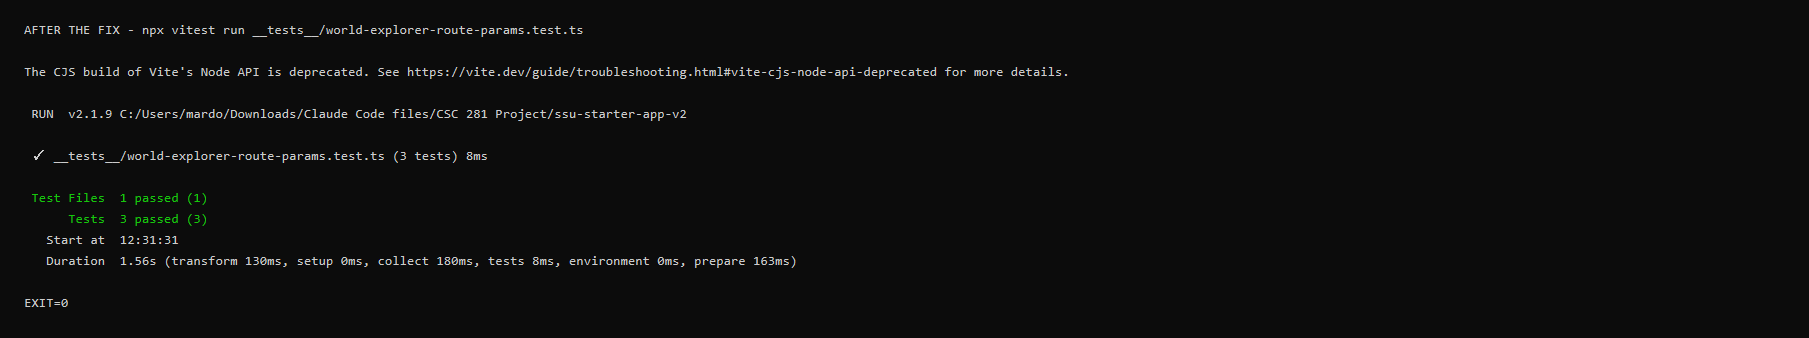 AFTER THE FIX - npx vitest run __tests__/world-explorer-route-params.test.ts
The CJS build of Vite's Node API is deprecated. See https://vite.dev/guide/troubleshooting.html#vite-cjs-node-api-deprecated for more details.
RUN  v2.1.9 C:/Users/mardo/Downloads/Claude Code files/CSC 281 Project/ssu-starter-app-v2
✓ __tests__/world-explorer-route-params.test.ts (3 tests) 8ms
Test Files  1 passed (1)
Tests  3 passed (3)
Start at  12:31:31
Duration  1.56s (transform 130ms, setup 0ms, collect 180ms, tests 8ms, environment 0ms, prepare 163ms)
EXIT=0